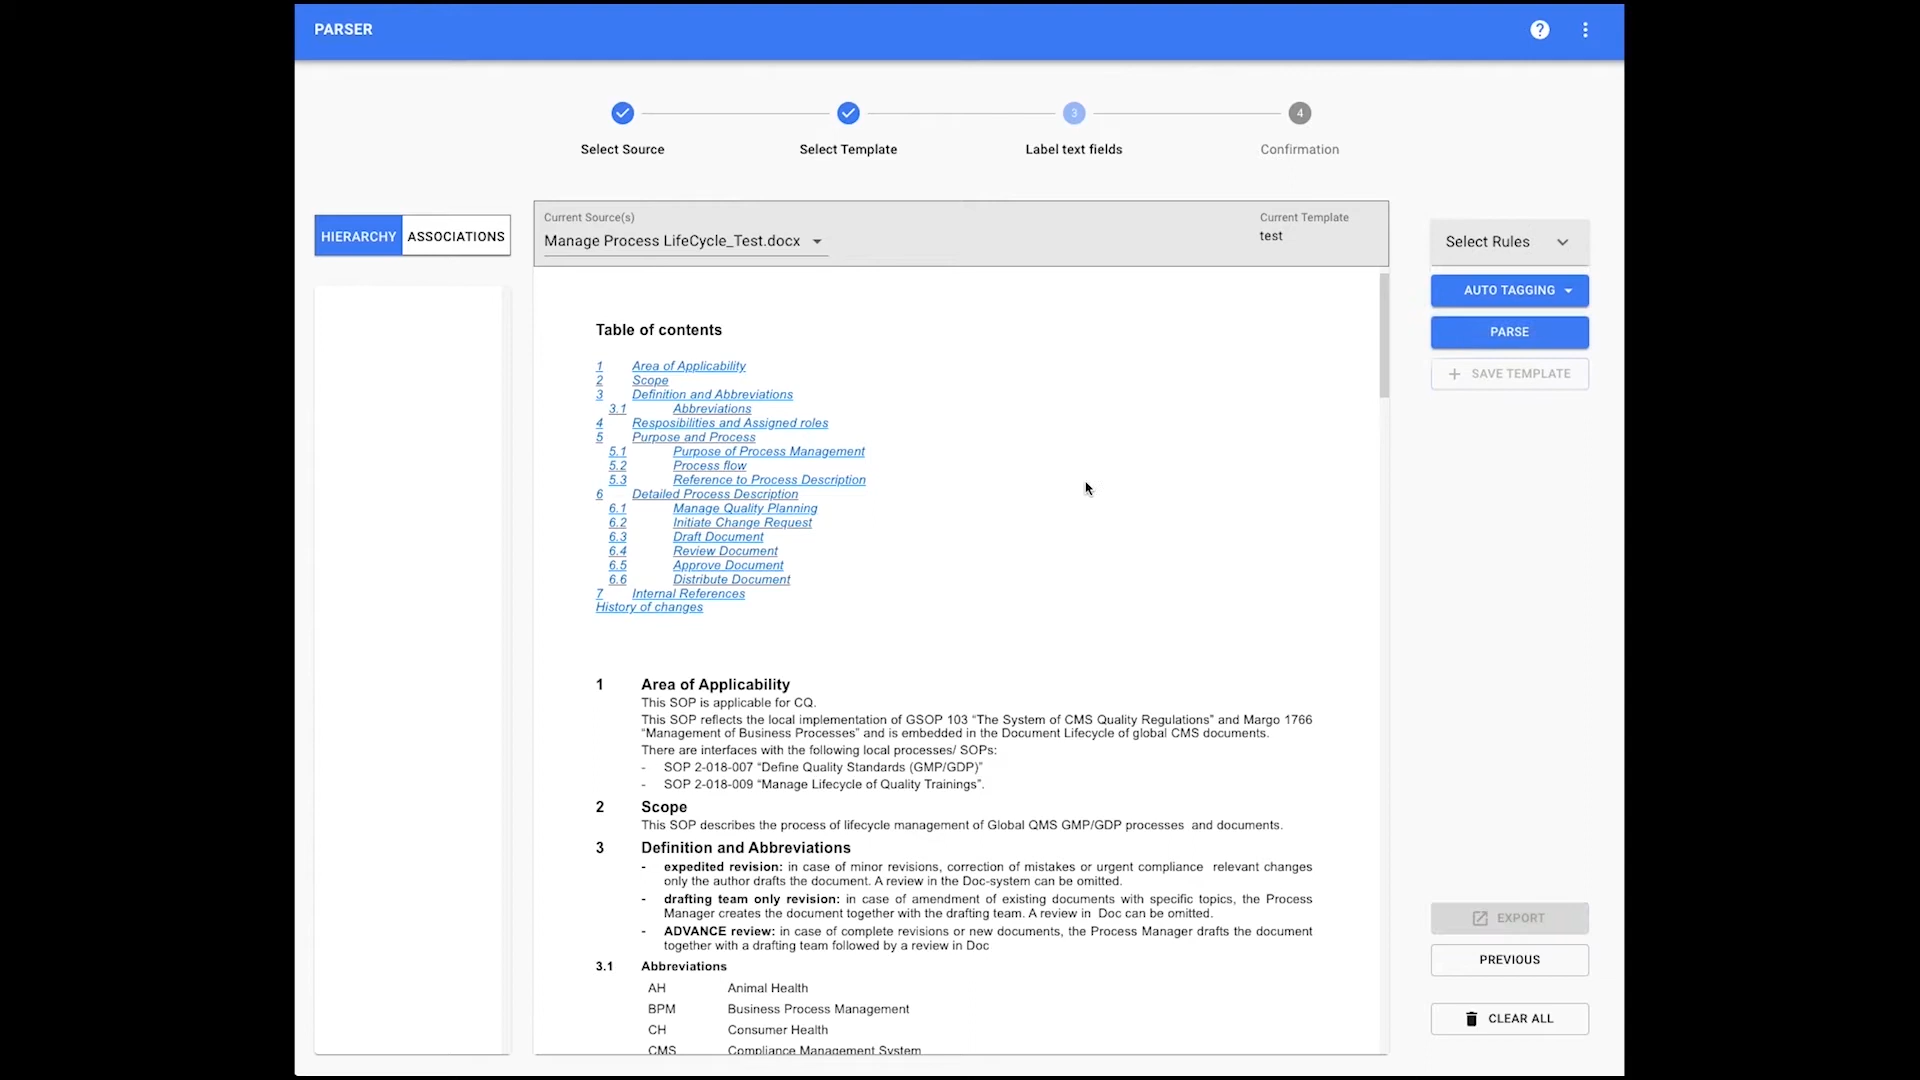 PARSER
?
3
4
Select Source
Select Template
Label text fields
Confirmation
HIERARCHY
ASSOCIATIONS
Current Source(s)
Manage Process LifeCycle_Test.docx
Current Template
test
Select Rules
AUTO TAGGING
PARSE
+ SAVE TEMPLATE
Table of contents
1 Area of Applicability
2 Scope
3 Definition and Abbreviations
3.1 Abbreviations
4 Resposibilities and Assigned roles
5 Purpose and Process
5.1 Purpose of Process Management
5.2 Process flow
5.3 Reference to Process Description
6 Detailed Process Description
6.1 Manage Quality Planning
6.2 Initiate Change Request
6.3 Draft Document
6.4 Review Document
6.5 Approve Document
6.6 Distribute Document
7 Internal References
History of changes
1 Area of Applicability
This SOP is applicable for CQ.
This SOP reflects the local implementation of GSOP 103 “The System of CMS Quality Regulations” and Margo 1766
“Management of Business Processes” and is embedded in the Document Lifecycle of global CMS documents.
There are interfaces with the following local processes/ SOPs:
- SOP 2-018-007 “Define Quality Standards (GMP/GDP)”
- SOP 2-018-009 “Manage Lifecycle of Quality Trainings”.
2 Scope
This SOP describes the process of lifecycle management of Global QMS GMP/GDP processes and documents.
3 Definition and Abbreviations
- expedited revision: in case of minor revisions, correction of mistakes or urgent compliance relevant changes
only the author drafts the document. A review in the Doc-system can be omitted.
- drafting team only revision: in case of amendment of existing documents with specific topics, the Process
Manager creates the document together with the drafting team. A review in Doc can be omitted.
- ADVANCE review: in case of complete revisions or new documents, the Process Manager drafts the document
together with a drafting team followed by a review in Doc
3.1 Abbreviations
AH Animal Health
BPM Business Process Management
CH Consumer Health
CMS Compliance Management System
EXPORT
PREVIOUS
CLEAR ALL